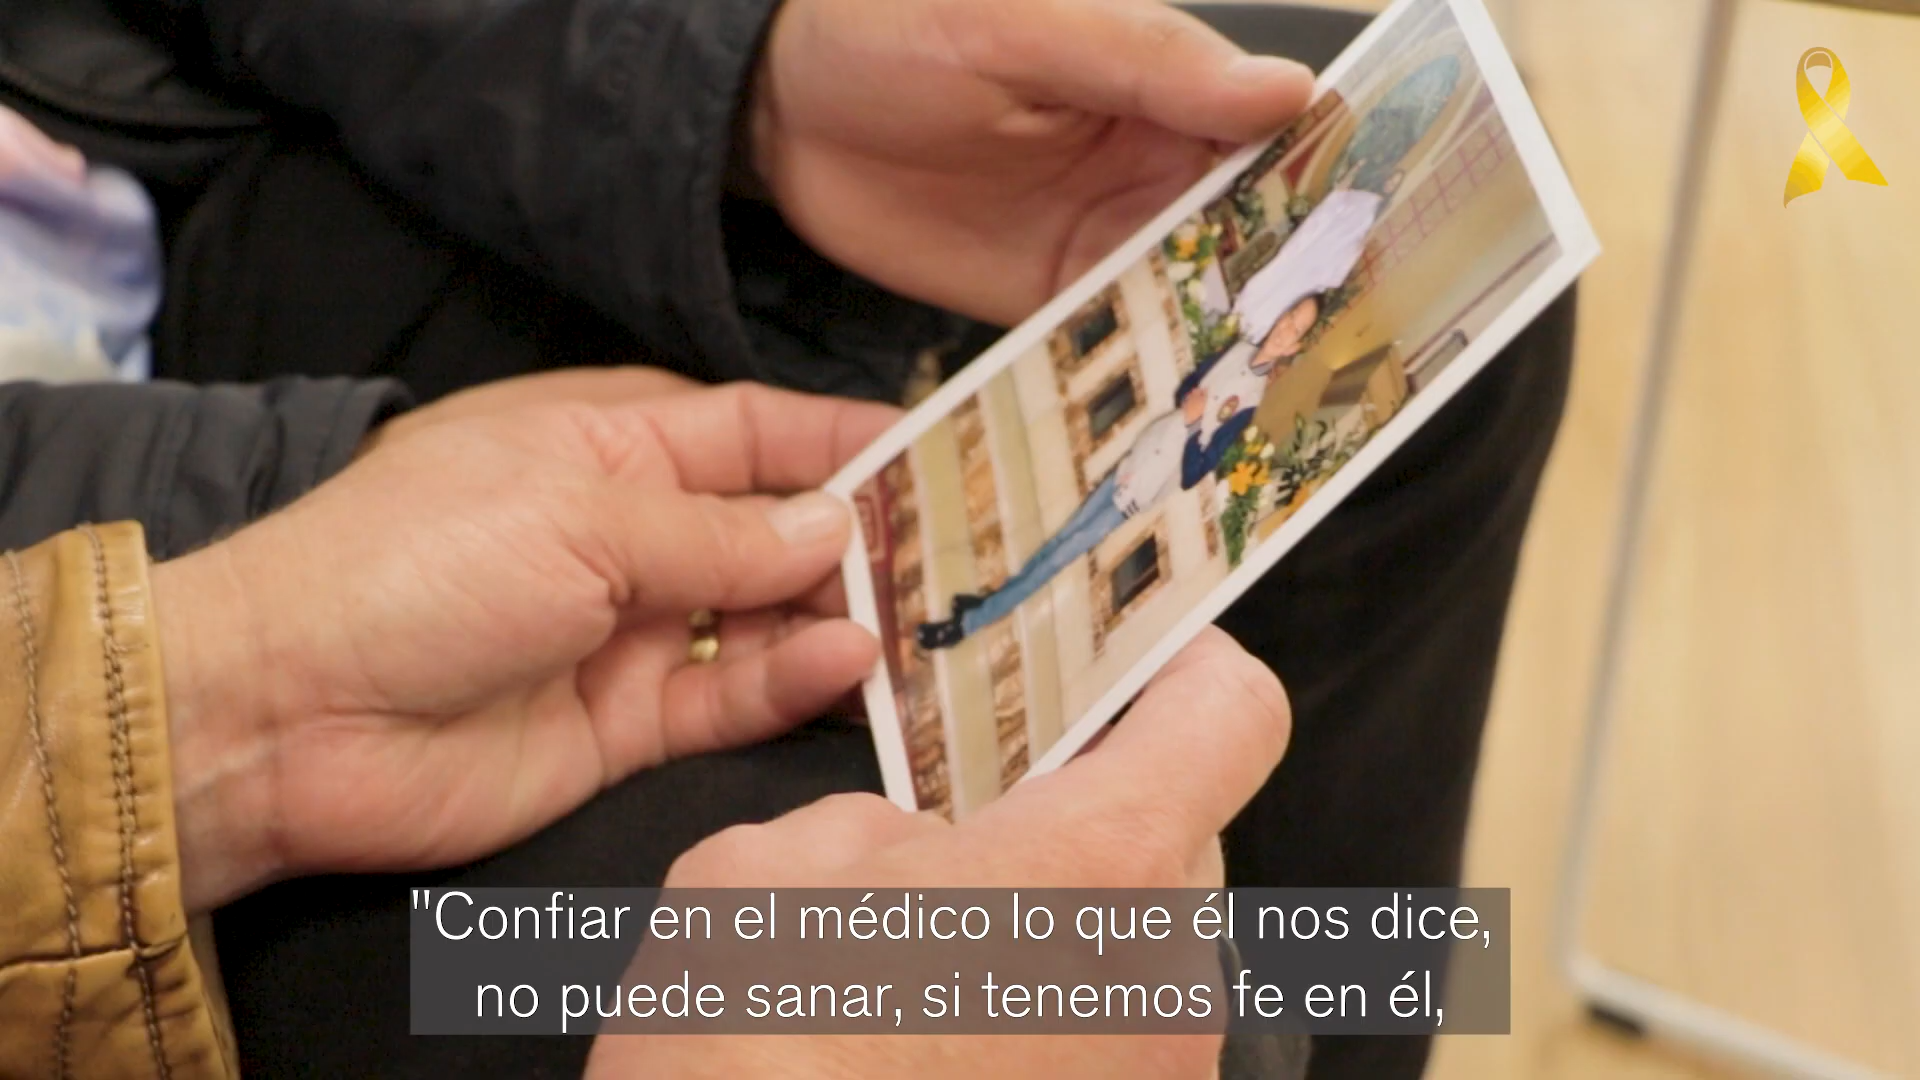 "Confiar en el médico lo que él nos dice,
no puede sanar, si tenemos fe en él,